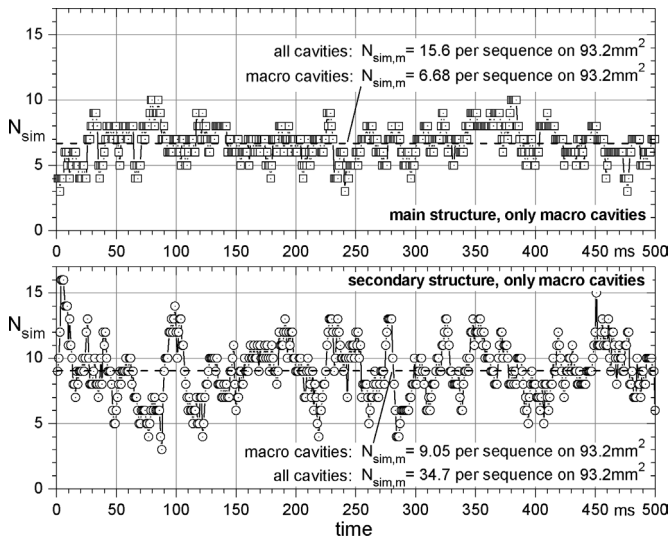 15
all cavities: N_sim,m = 15.6 per sequence on 93.2mm²
macro cavities: N_sim,m = 6.68 per sequence on 93.2mm²
10
N_sim
5
main structure, only macro cavities
0
0 50 100 150 200 250 300 350 400 450 ms 500
secondary structure, only macro cavities
15
N_sim
10
5
macro cavities: N_sim,m = 9.05 per sequence on 93.2mm²
all cavities: N_sim,m = 34.7 per sequence on 93.2mm²
0
0 50 100 150 200 250 300 350 400 450 ms 500
time